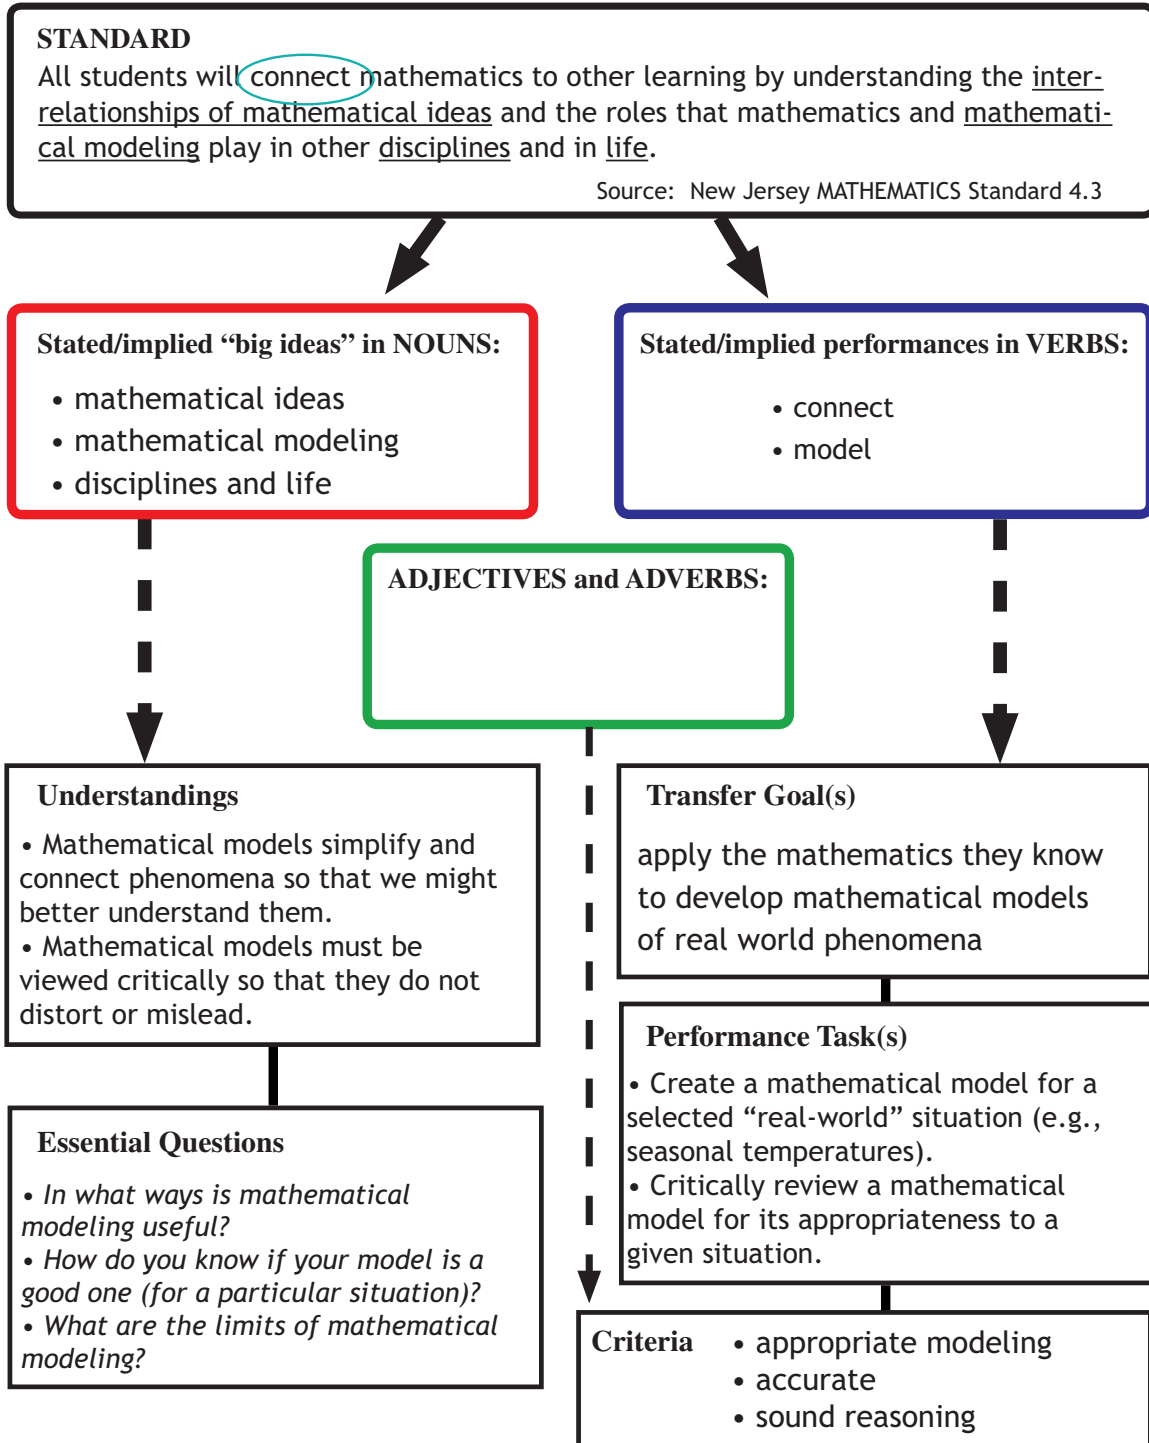 STANDARD
All students will connect mathematics to other learning by understanding the inter-
relationships of mathematical ideas and the roles that mathematics and mathemati-
cal modeling play in other disciplines and in life.
Source: New Jersey MATHEMATICS Standard 4.3
Stated/implied “big ideas” in NOUNS:
• mathematical ideas
• mathematical modeling
• disciplines and life
Stated/implied performances in VERBS:
• connect
• model
ADJECTIVES and ADVERBS:
Understandings
• Mathematical models simplify and
connect phenomena so that we might
better understand them.
• Mathematical models must be
viewed critically so that they do not
distort or mislead.
Essential Questions
• In what ways is mathematical
modeling useful?
• How do you know if your model is a
good one (for a particular situation)?
• What are the limits of mathematical
modeling?
Transfer Goal(s)
apply the mathematics they know
to develop mathematical models
of real world phenomena
Performance Task(s)
• Create a mathematical model for a
selected “real-world” situation (e.g.,
seasonal temperatures).
• Critically review a mathematical
model for its appropriateness to a
given situation.
Criteria
• appropriate modeling
• accurate
• sound reasoning